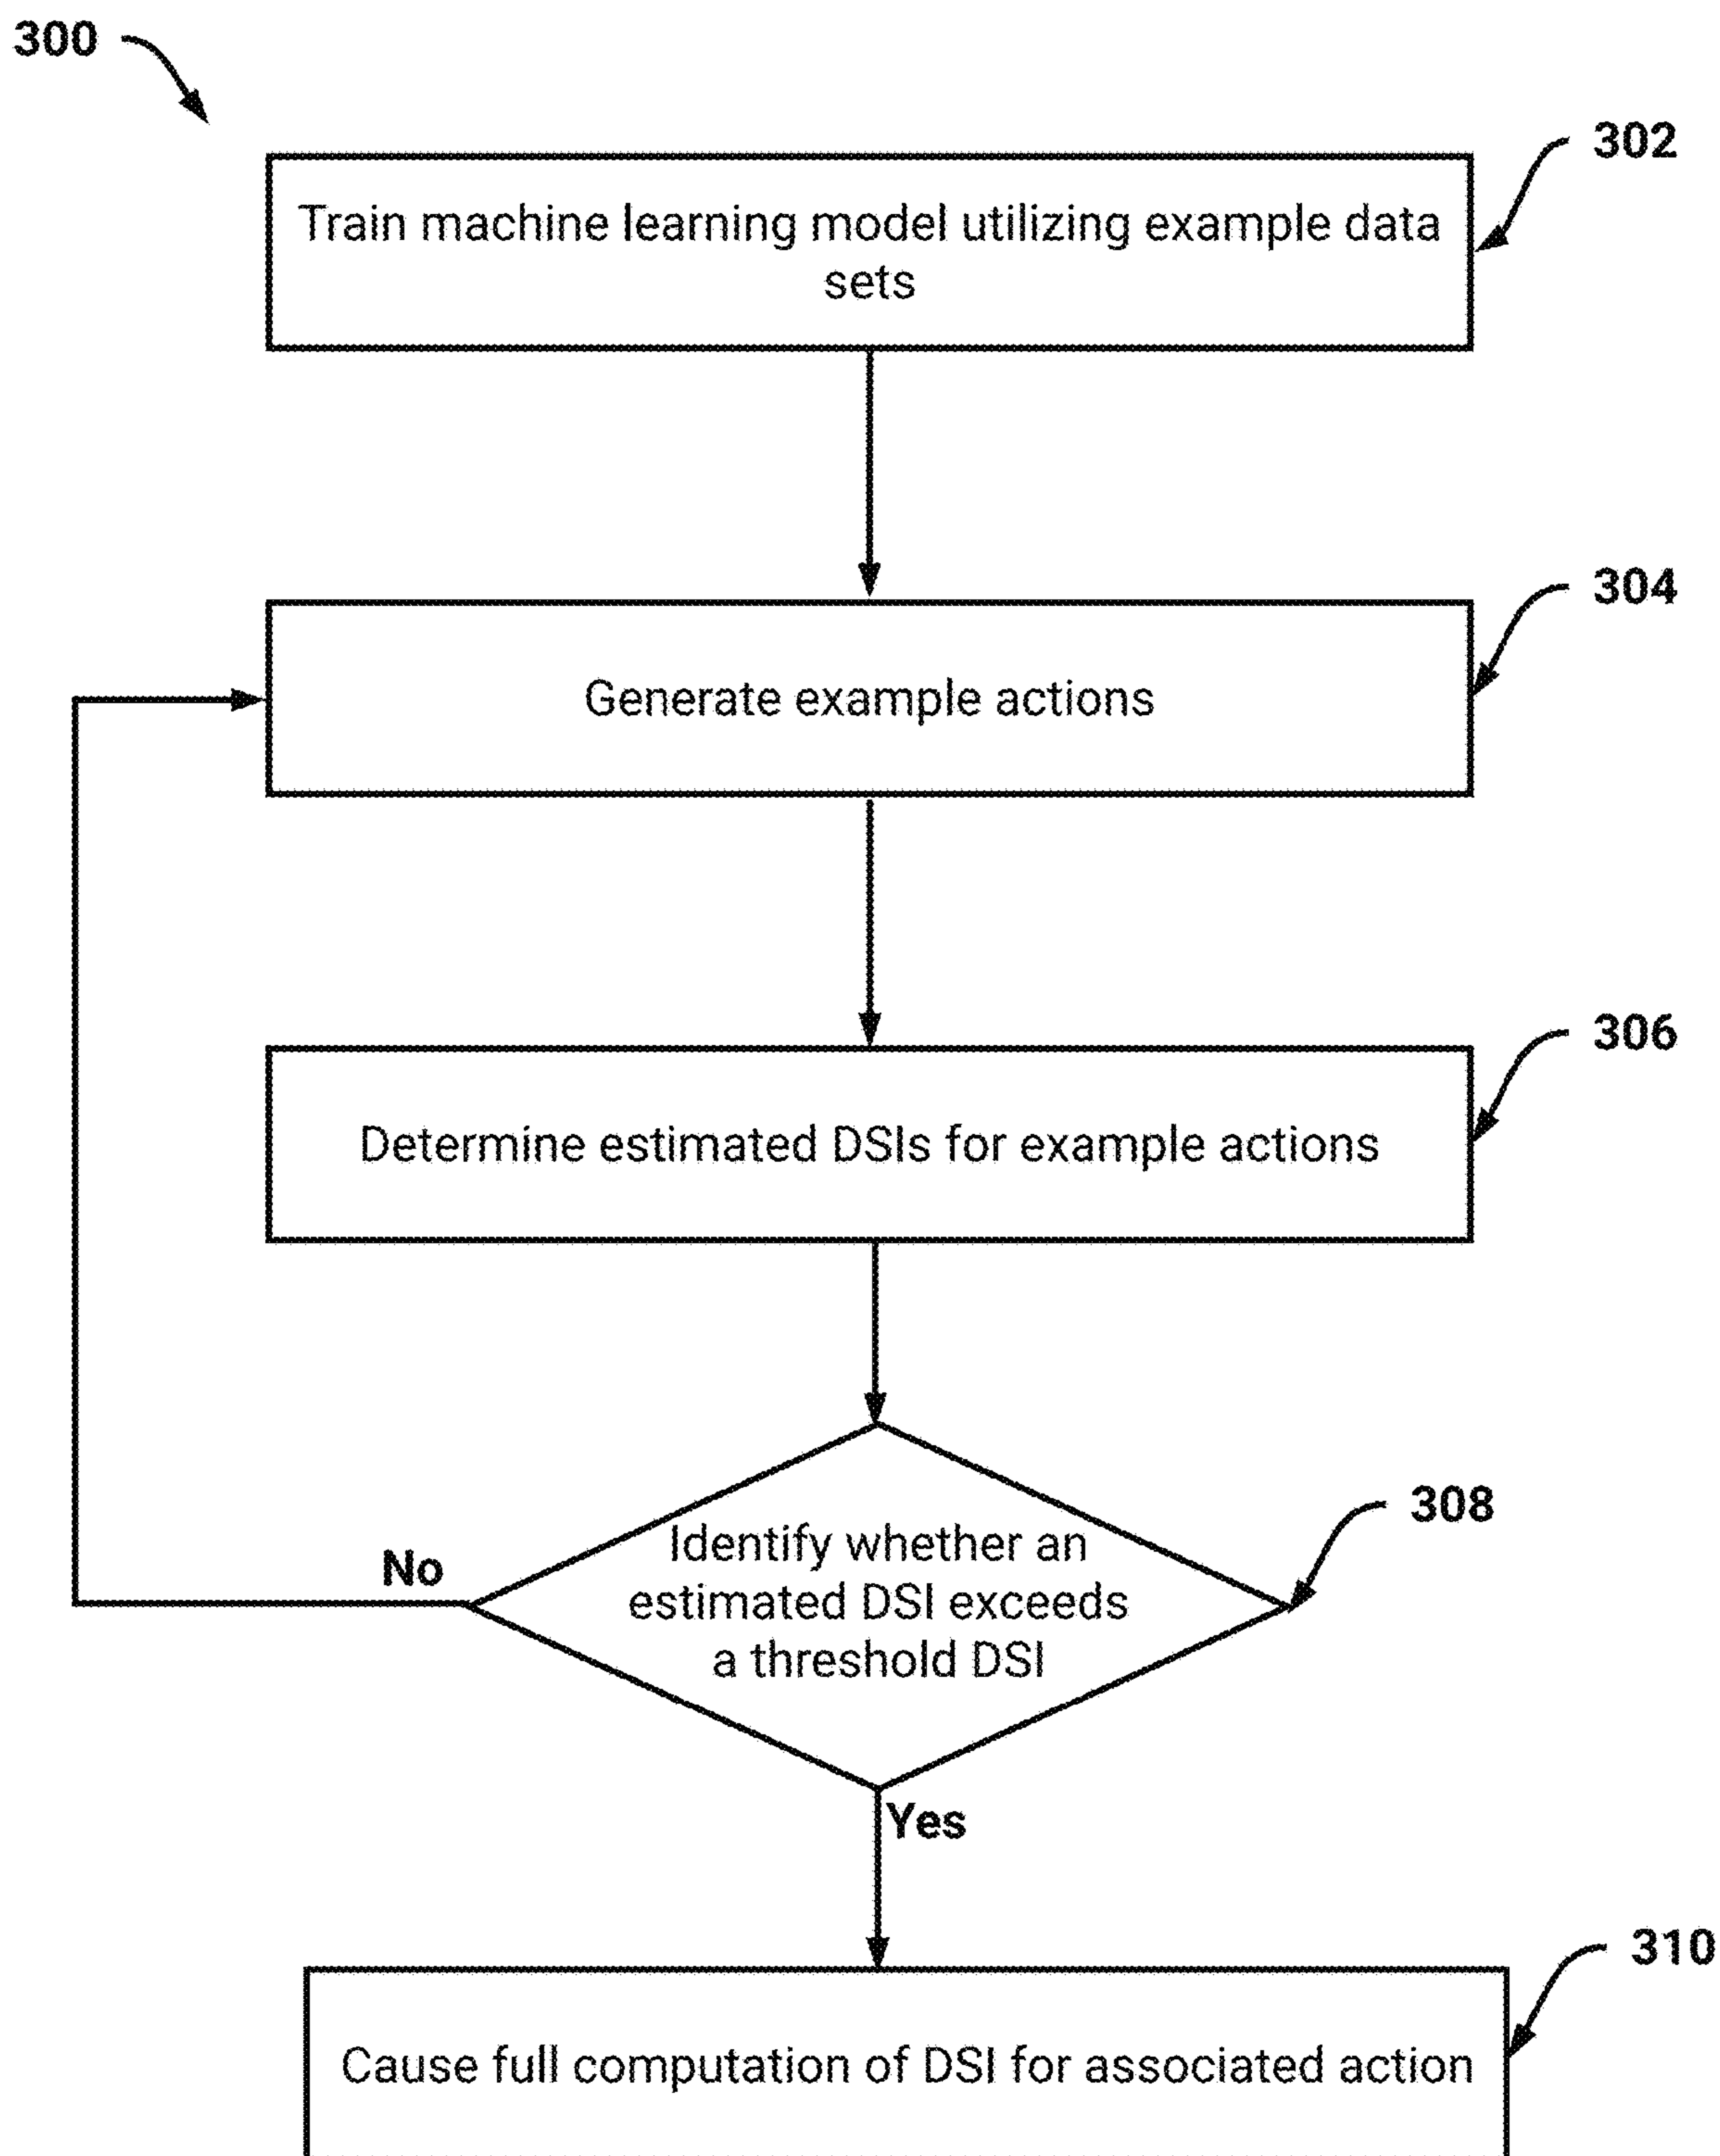 300
302
Train machine learning model utilizing example data
sets
304
Generate example actions
306
Determine estimated DSIs for example actions
308
Identify whether an
estimated DSI exceeds
a threshold DSI
No
Yes
310
Cause full computation of DSI for associated action